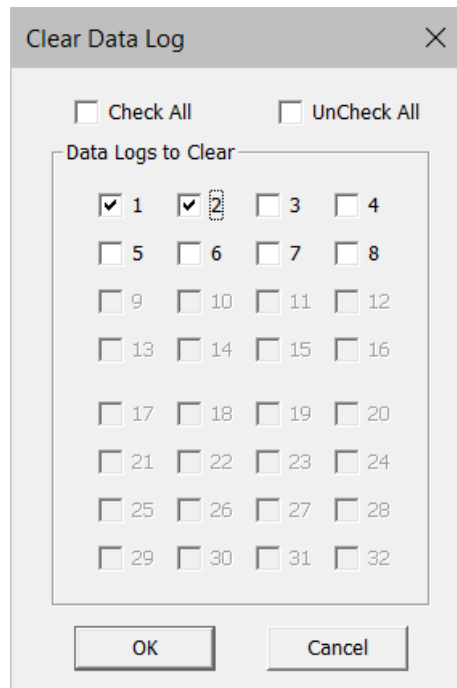 Clear Data Log
Check All UnCheck All
Data Logs to Clear
1 2 3 4
5 6 7 8
9 10 11 12
13 14 15 16
17 18 19 20
21 22 23 24
25 26 27 28
29 30 31 32
OK Cancel